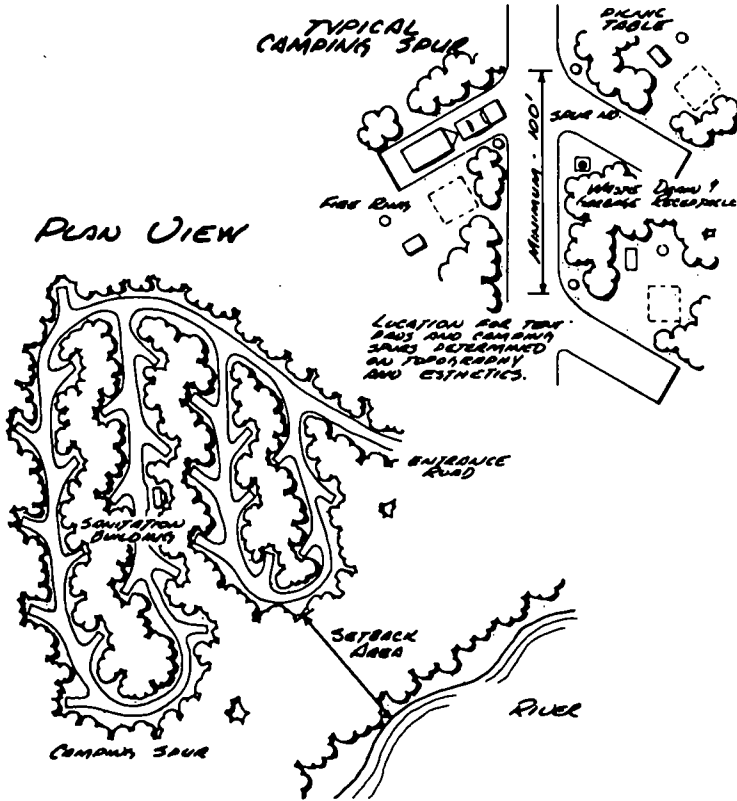 TYPICAL
CAMPING SPUR
PICNIC
TABLE
SPUR NO.
MINIMUM - 100'
FIRE RING
WASTE DRAIN &
GARBAGE RECEPTACLE
LOCATION FOR TENT
PADS AND CAMPING
SPURS DETERMINED
ON TOPOGRAPHY
AND ESTHETICS.
PLAN VIEW
ENTRANCE
ROAD
SANITATION
BUILDING
SETBACK
AREA
RIVER
CAMPING SPUR